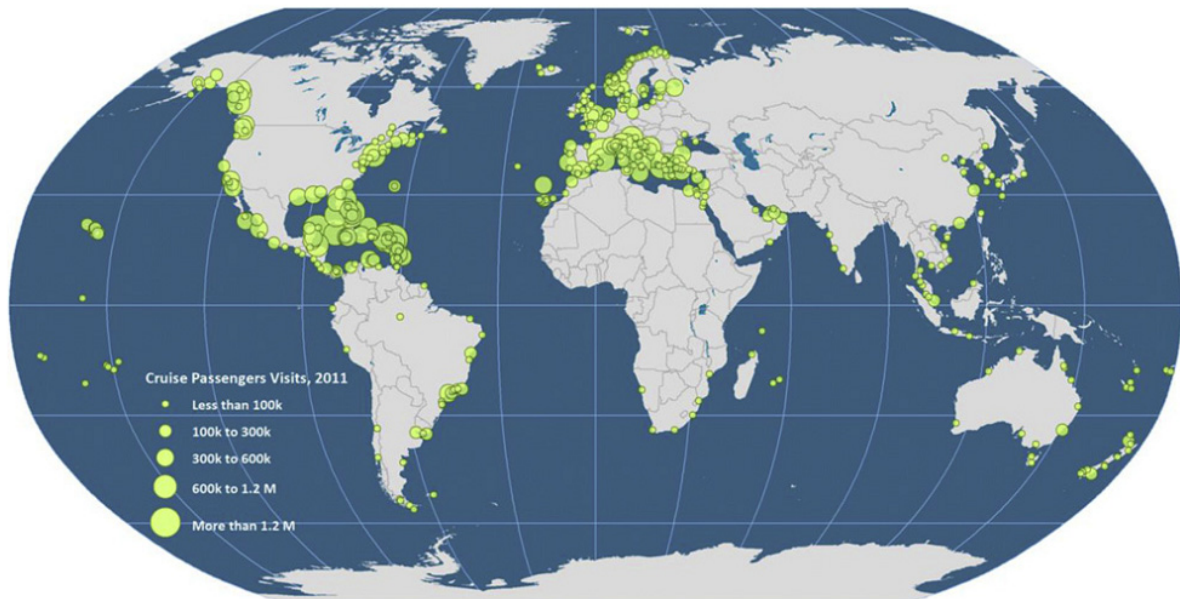 Cruise Passengers Visits, 2011
Less than 100k
100k to 300k
300k to 600k
600k to 1.2 M
More than 1.2 M